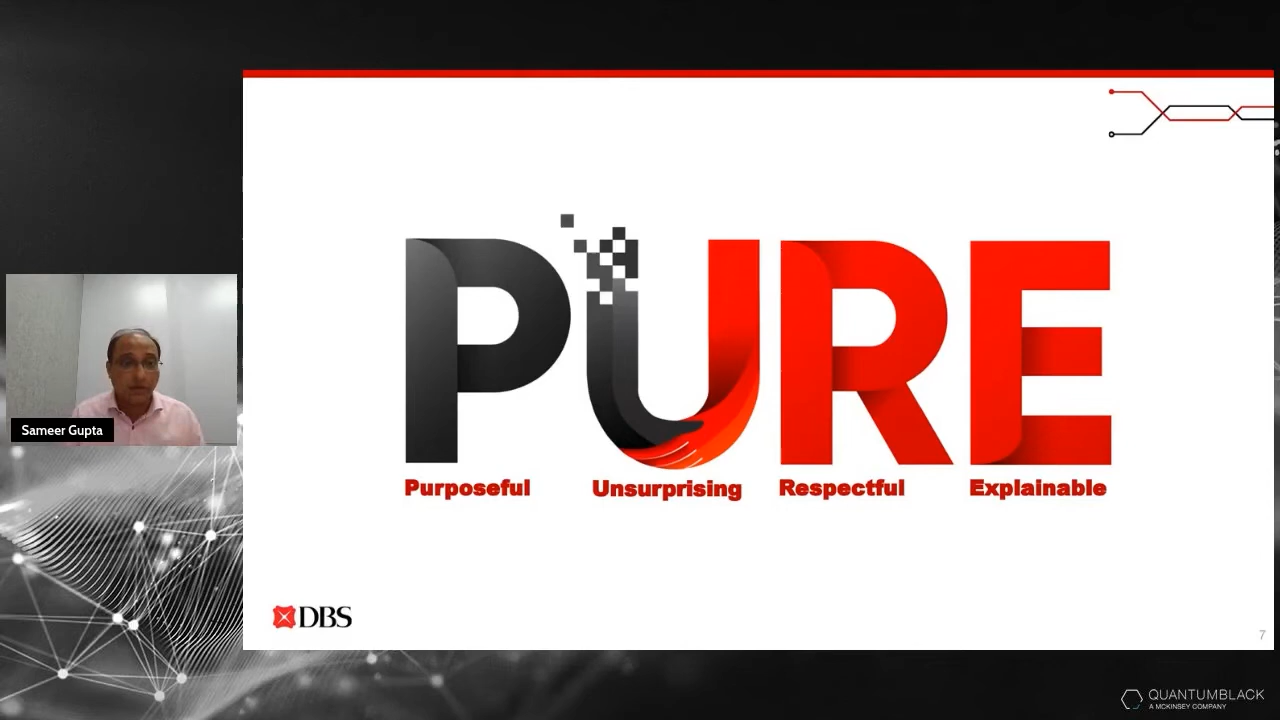 PURE
Purposeful Unsurprising Respectful Explainable
Sameer Gupta
DBS
7
QUANTUMBLACK
A MCKINSEY COMPANY